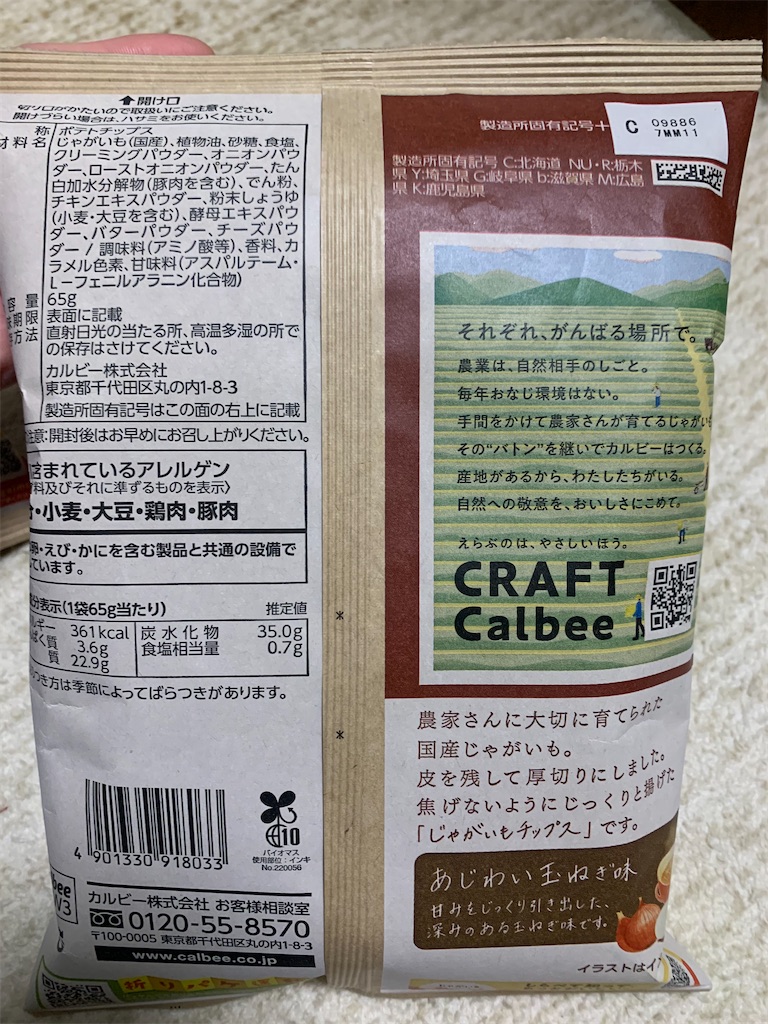 開け口
切り口がかたいので取扱いにご注意ください。
開けづらい場合は、ハサミをお使いください。
称 ポテトチップス
材料名 じゃがいも(国産)、植物油、砂糖、食塩、
クリーミングパウダー、オニオンパウ
ダー、ローストオニオンパウダー、たん
白加水分解物(豚肉を含む)、でん粉、
チキンエキスパウダー、粉末しょうゆ
(小麦・大豆を含む)、酵母エキスパウ
ダー、バターパウダー、チーズパウ
ダー / 調味料(アミノ酸等)、香料、カ
ラメル色素、甘味料(アスパルテーム・
L-フェニルアラニン化合物)
容量 65g
期限 表面に記載
方法 直射日光の当たる所、高温多湿の所で
の保存はさけてください。
カルビー株式会社
東京都千代田区丸の内1-8-3
製造所固有記号はこの面の右上に記載
注意:開封後はお早めにお召し上がりください。
含まれているアレルゲン
料及びそれに準ずるものを表示〉
・小麦・大豆・鶏肉・豚肉
卵・えび・かにを含む製品と共通の設備で
ています。
成分表示(1袋65g当たり) 推定値
ルギー 361kcal 炭水化物 35.0g
ぱく質 3.6g 食塩相当量 0.7g
質 22.9g
つき方は季節によってばらつきがあります。
4 901330 918033
10
バイオマス
使用部位:インキ
No.220056
カルビー株式会社 お客様相談室
0120-55-8570
〒100-0005 東京都千代田区丸の内1-8-3
www.calbee.co.jp
折りパケ
製造所固有記号+
C 09886
7MM11
製造所固有記号 C:北海道 NU・R:栃木
県 Y:埼玉県 G:岐阜県 b:滋賀県 M:広島
県 K:鹿児島県
それぞれ、がんばる場所で。
農業は、自然相手のしごと。
毎年おなじ環境はない。
手間をかけて農家さんが育てるじゃがいも
その“バトン”を継いでカルビーはつくる。
産地があるから、わたしたちがいる。
自然への敬意を、おいしさにこめて。
えらぶのは、やさしいほう。
CRAFT
Calbee
農家さんに大切に育てられた
国産じゃがいも。
皮を残して厚切りにしました。
焦げないようにじっくりと揚げた
「じゃがいもチップス」です。
あじわい玉ねぎ味
甘みをじっくり引き出した、
深みのある玉ねぎ味です。
イラストはイ